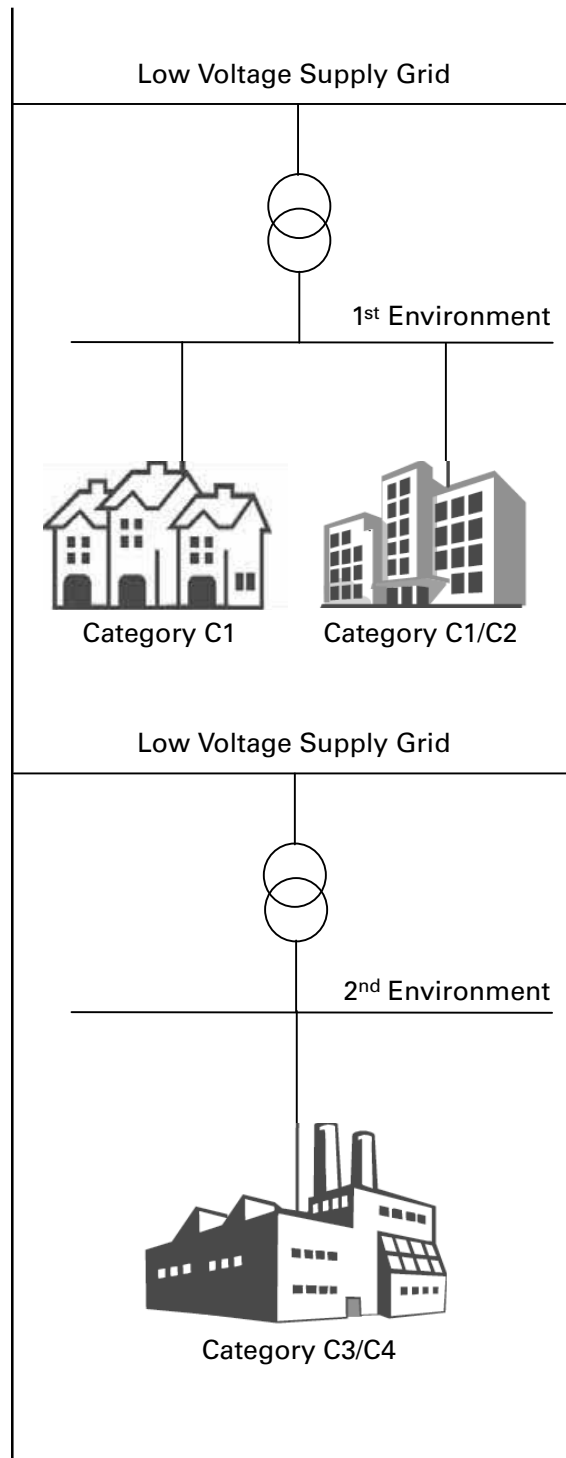 Low Voltage Supply Grid
1st Environment
Category C1
Category C1/C2
Low Voltage Supply Grid
2nd Environment
Category C3/C4